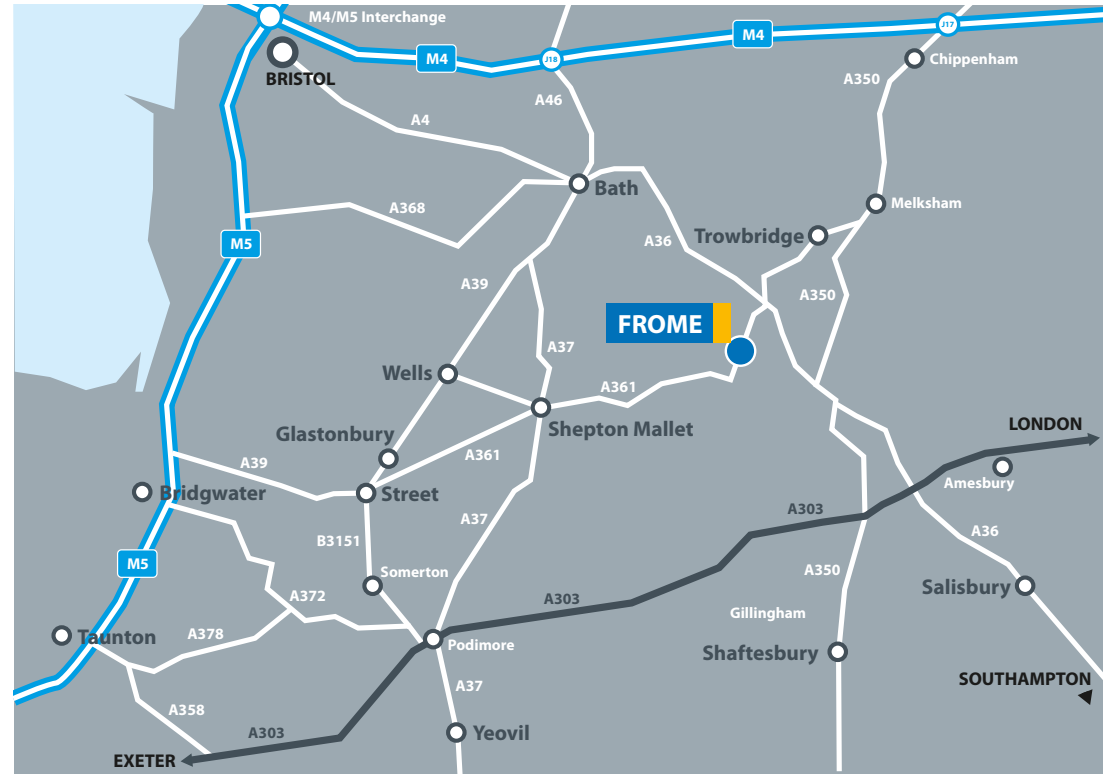 M4/M5 Interchange
J17
M4
M4
J18
Chippenham
BRISTOL
A350
A46
A4
Bath
A368
Melksham
M5
A36
Trowbridge
A39
A350
FROME
A37
Wells
A361
Shepton Mallet
LONDON
Glastonbury
A361
A39
Amesbury
Bridgwater
Street
A303
A37
A36
B3151
M5
Somerton
A350
Salisbury
A372
A303
Gillingham
Taunton
A378
Podimore
Shaftesbury
SOUTHAMPTON
A37
A358
A303
Yeovil
EXETER